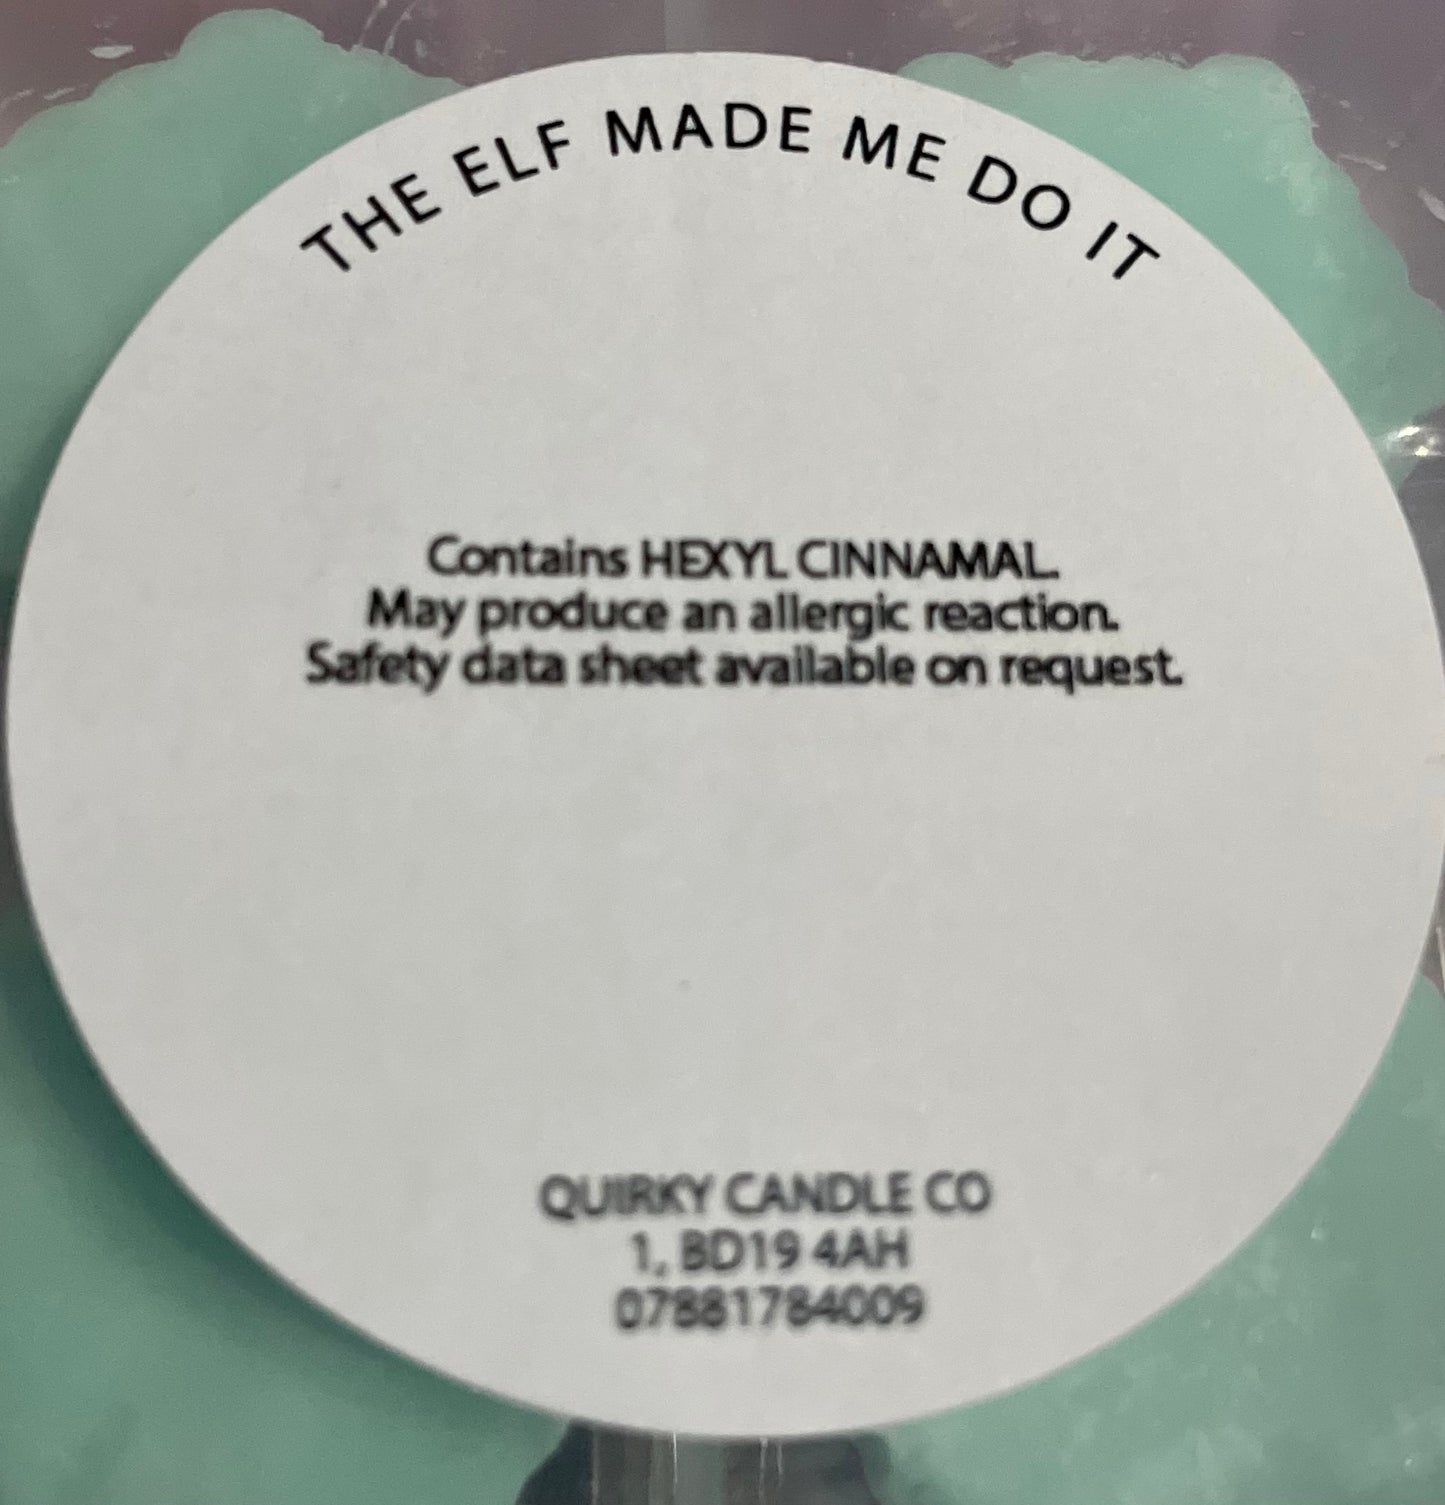 THE ELF MADE ME DO IT
Contains HEXYL CINNAMAL.
May produce an allergic reaction.
Safety data sheet available on request.
QUIRKY CANDLE CO
1, BD19 4AH
07881784009